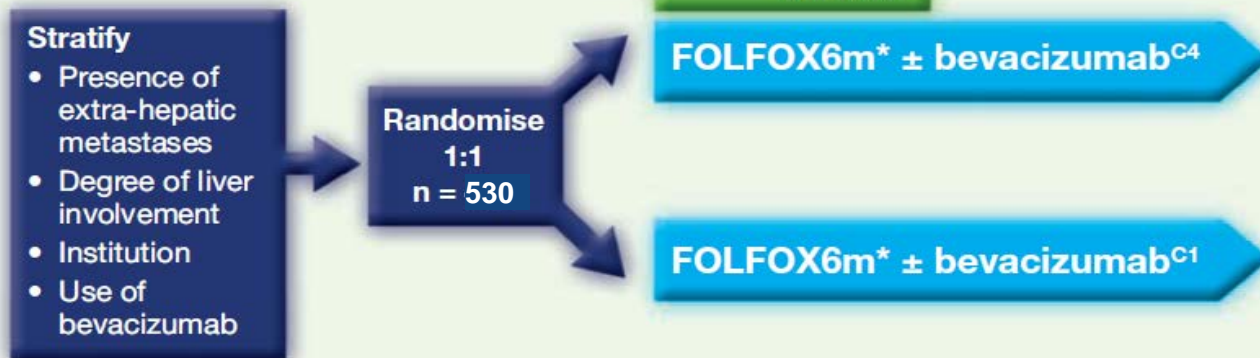 Stratify
• Presence of
extra-hepatic
metastases
• Degree of liver
involvement
• Institution
• Use of
bevacizumab
Randomise
1:1
n = 530
FOLFOX6m* ± bevacizumabC4
FOLFOX6m* ± bevacizumabC1